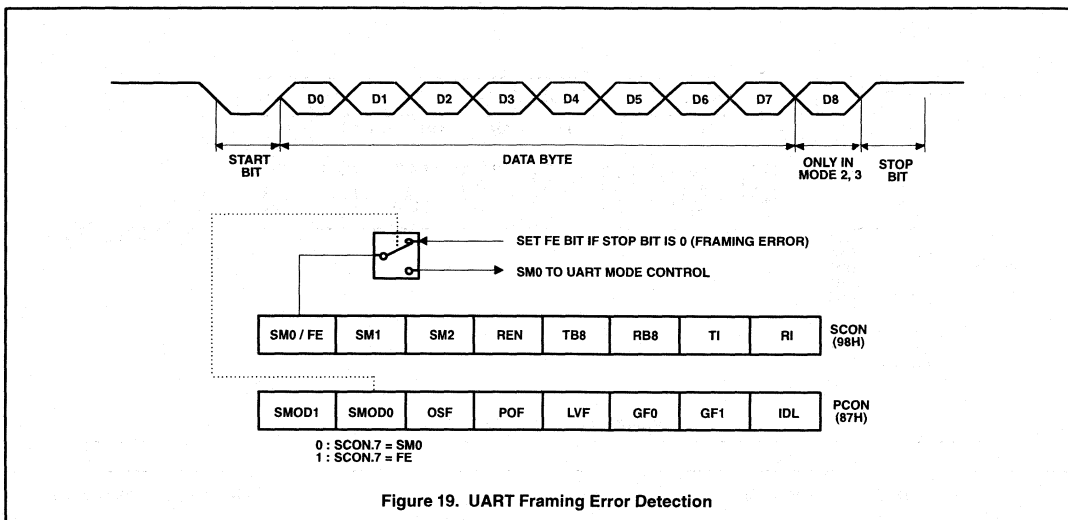 D0 D1 D2 D3 D4 D5 D6 D7 D8
START
BIT
DATA BYTE
ONLY IN
MODE 2, 3
STOP
BIT
SET FE BIT IF STOP BIT IS 0 (FRAMING ERROR)
SM0 TO UART MODE CONTROL
SM0 / FE SM1 SM2 REN TB8 RB8 TI RI
SCON
(98H)
SMOD1 SMOD0 OSF POF LVF GF0 GF1 IDL
PCON
(87H)
0 : SCON.7 = SM0
1 : SCON.7 = FE
Figure 19. UART Framing Error Detection